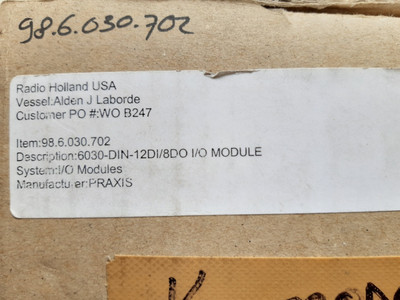 98.6.030.702
Radio Holland USA
Vessel:Alden J Laborde
Customer PO #:WO B247
Item:98.6.030.702
Description:6030-DIN-12DI/8DO I/O MODULE
System:I/O Modules
Manufacturer:PRAXIS